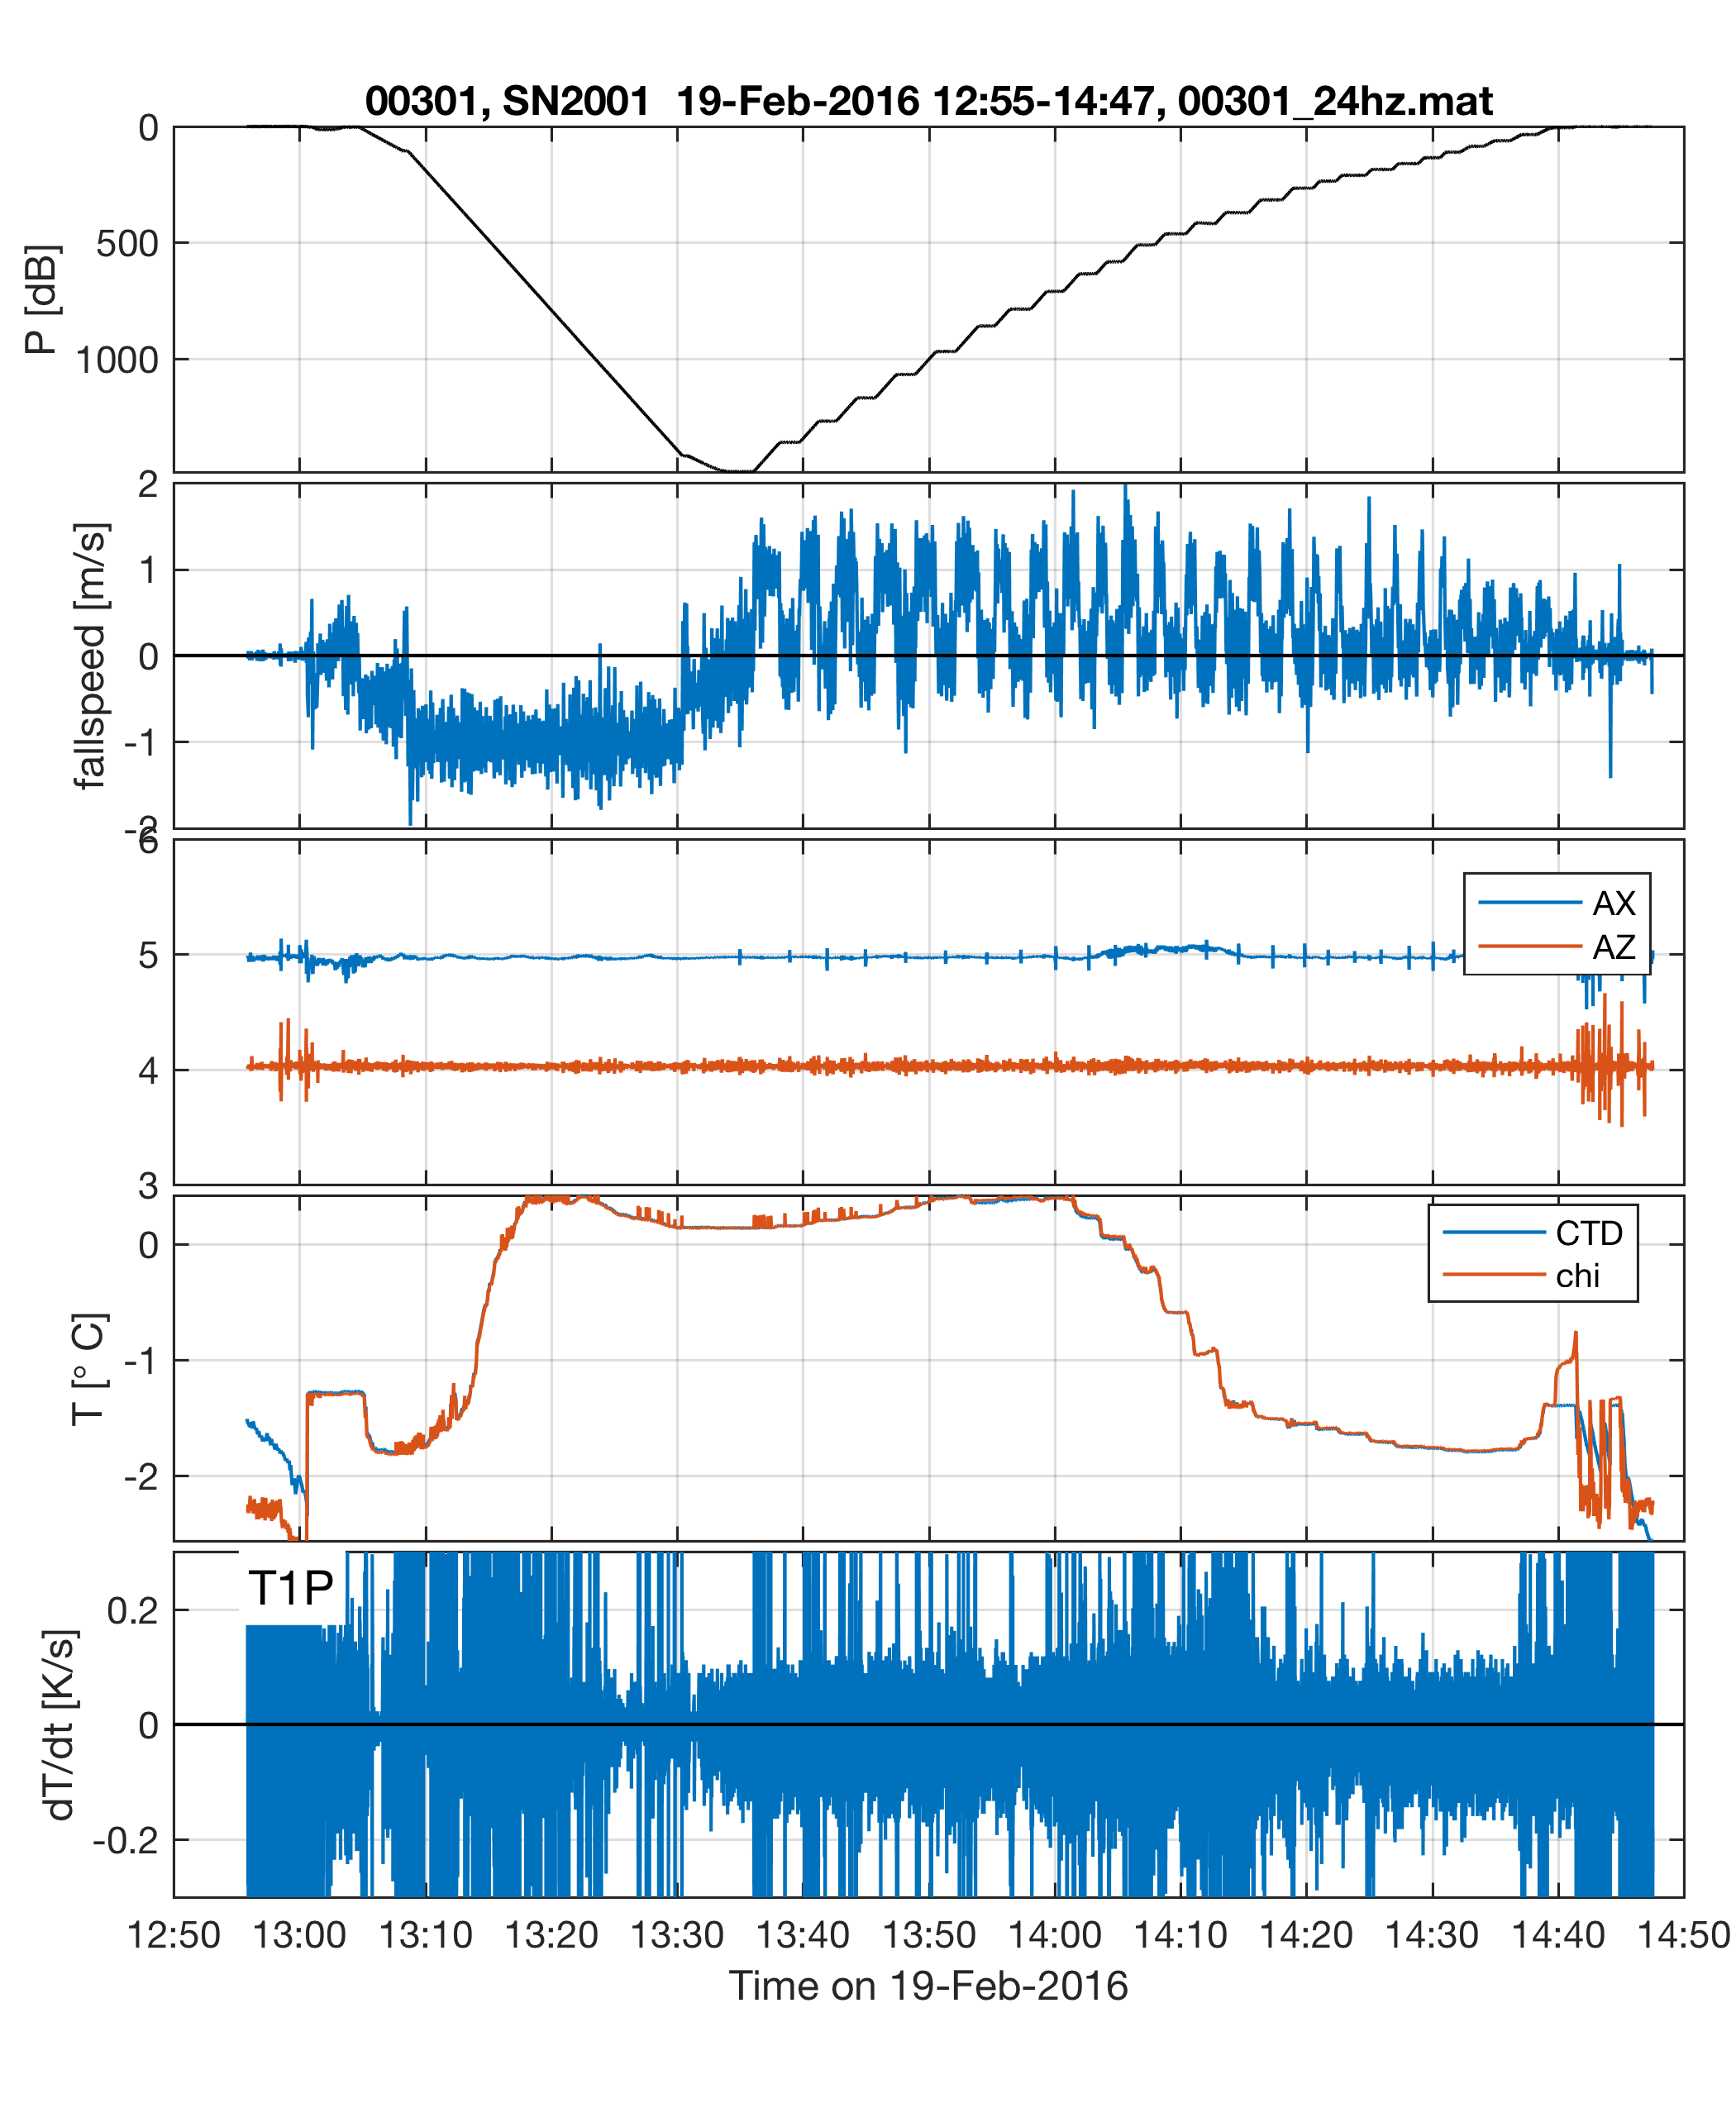 00301, SN2001  19-Feb-2016 12:55-14:47, 00301_24hz.mat
0
500
1000
P [dB]
2
1
0
-1
-2
fallspeed [m/s]
6
5
4
3
AX
AZ
3
0
-1
-2
T [° C]
CTD
chi
T1P
0.2
0
-0.2
dT/dt [K/s]
12:50 13:00 13:10 13:20 13:30 13:40 13:50 14:00 14:10 14:20 14:30 14:40 14:50
Time on 19-Feb-2016